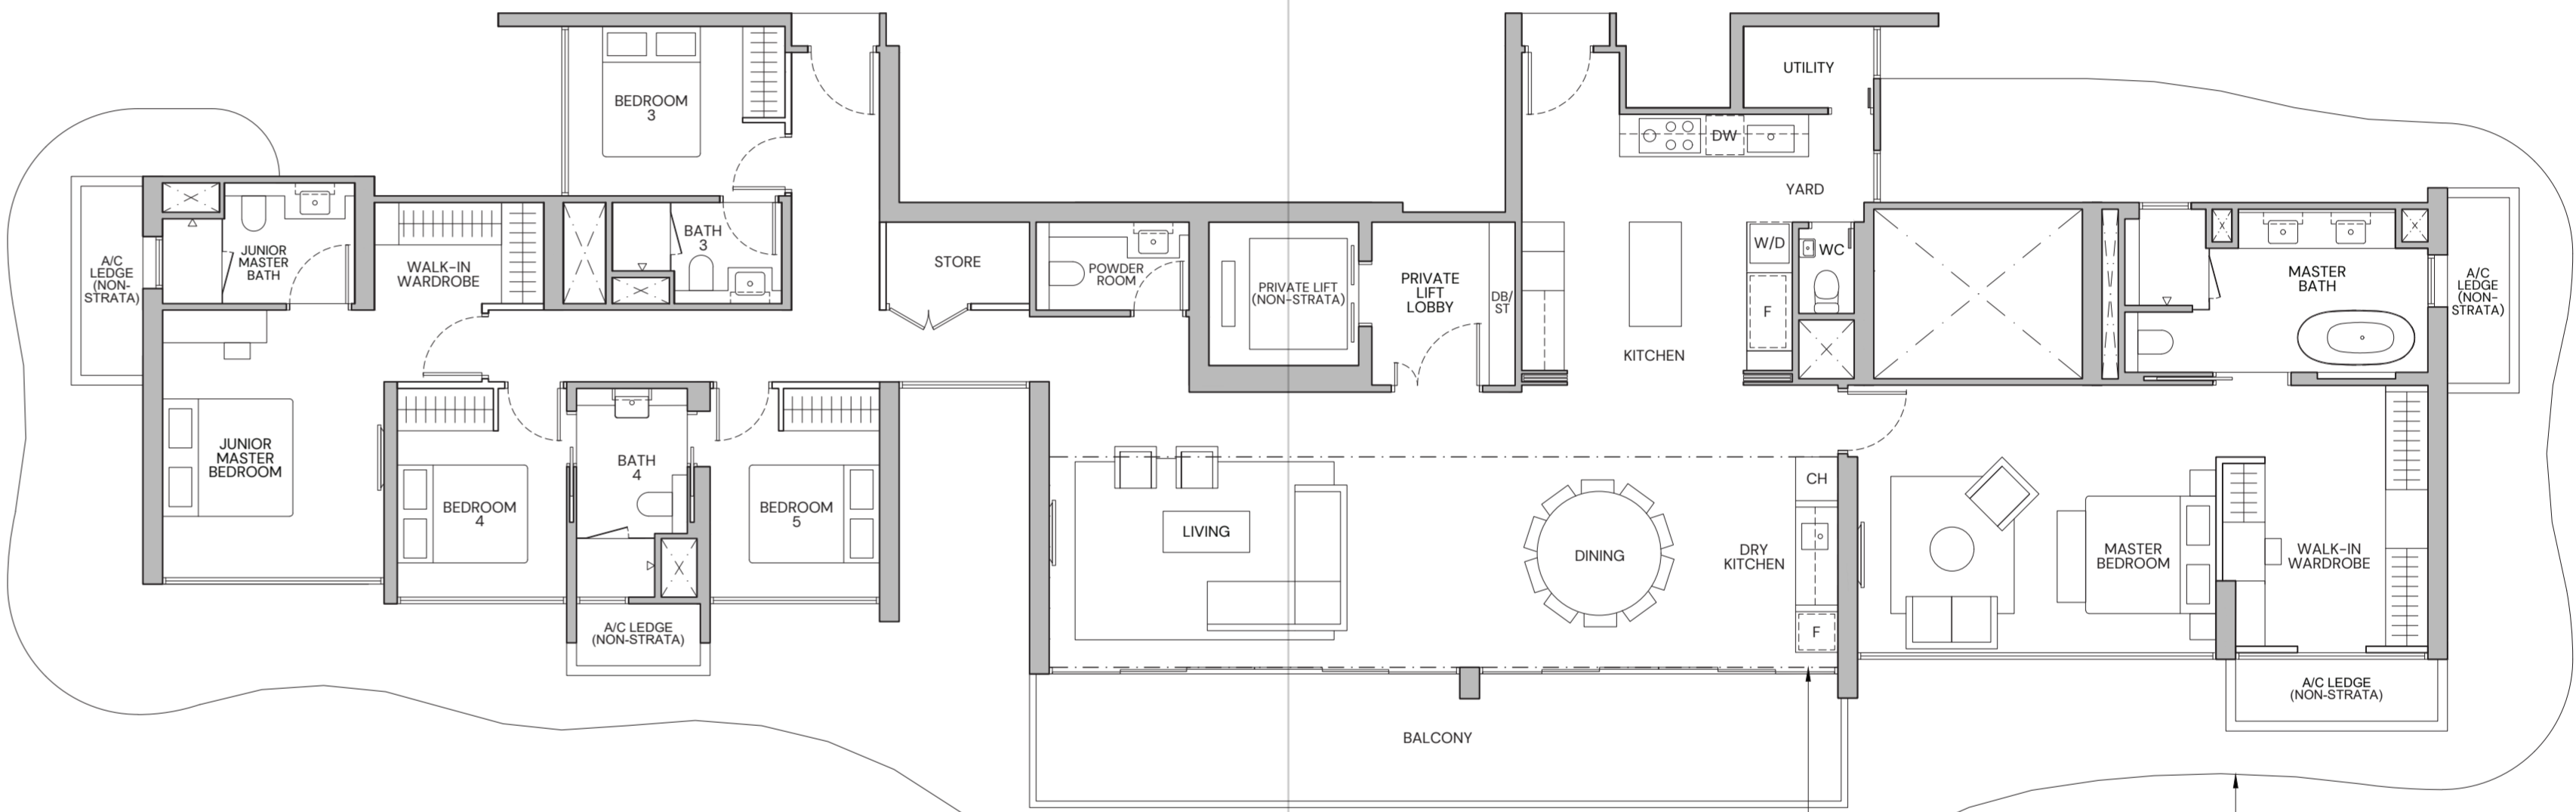 BEDROOM
3
UTILITY
DW
YARD
JUNIOR
MASTER
BATH
A/C
LEDGE
(NON-
STRATA)
WALK-IN
WARDROBE
BATH
3
STORE
POWDER
ROOM
PRIVATE LIFT
(NON-STRATA)
PRIVATE
LIFT
LOBBY
DB/
ST
W/D
WC
F
KITCHEN
MASTER
BATH
A/C
LEDGE
(NON-
STRATA)
JUNIOR
MASTER
BEDROOM
BEDROOM
4
BATH
4
BEDROOM
5
A/C LEDGE
(NON-STRATA)
LIVING
DINING
DRY
KITCHEN
CH
F
MASTER
BEDROOM
WALK-IN
WARDROBE
A/C LEDGE
(NON-STRATA)
BALCONY